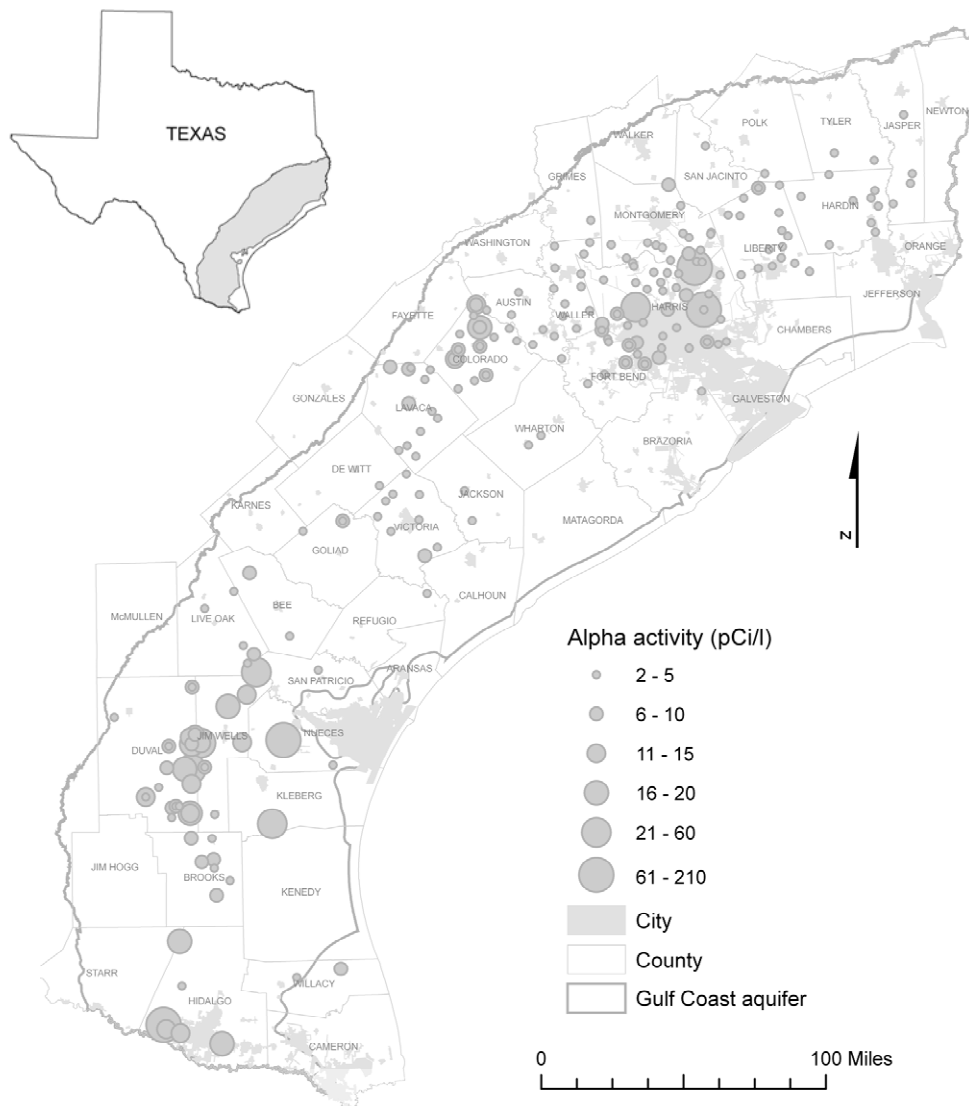 TEXAS
NEWTON
TYLER
JASPER
POLK
WALKER
SAN JACINTO
GRIMES
HARDIN
MONTGOMERY
WASHINGTON
LIBERTY
ORANGE
JEFFERSON
AUSTIN
HARRIS
WALLER
FAYETTE
CHAMBERS
COLORADO
FORT BEND
GONZALES
GALVESTON
LAVACA
WHARTON
BRAZORIA
DE WITT
JACKSON
KARNES
MATAGORDA
VICTORIA
GOLIAD
CALHOUN
BEE
McMULLEN
LIVE OAK
REFUGIO
ARANSAS
SAN PATRICIO
NUECES
JIM WELLS
DUVAL
KLEBERG
JIM HOGG
BROOKS
KENEDY
STARR
WILLACY
HIDALGO
CAMERON
N
Alpha activity (pCi/l)
2 - 5
6 - 10
11 - 15
16 - 20
21 - 60
61 - 210
City
County
Gulf Coast aquifer
0 100 Miles